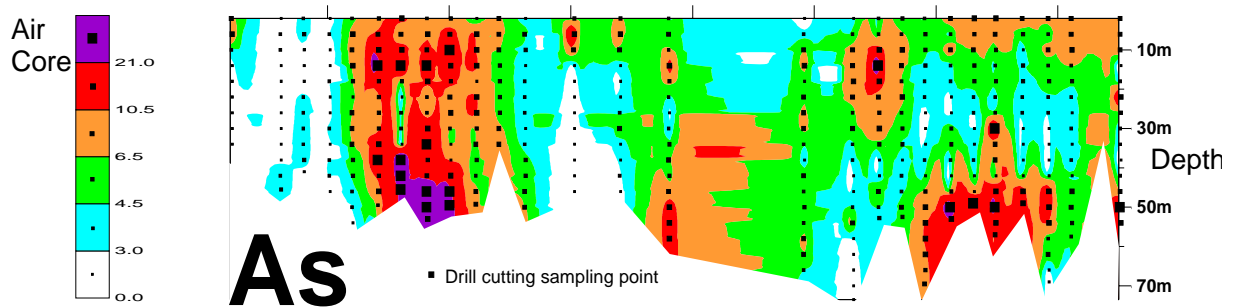 Air
Core
21.0
10.5
6.5
4.5
3.0
0.0
10m
30m
Depth
50m
70m
As
Drill cutting sampling point